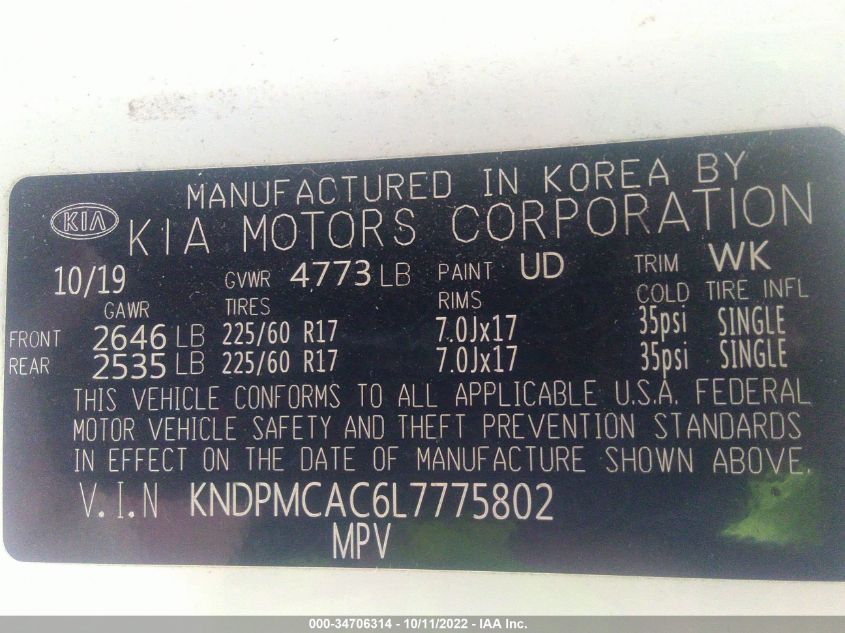 MANUFACTURED IN KOREA BY
KIA KIA MOTORS CORPORATION
10/19 GVWR 4773 LB PAINT UD TRIM WK
GAWR TIRES RIMS COLD TIRE INFL
FRONT 2646 LB 225/60 R17 7.0Jx17 35psi SINGLE
REAR 2535 LB 225/60 R17 7.0Jx17 35psi SINGLE
THIS VEHICLE CONFORMS TO ALL APPLICABLE U.S.A. FEDERAL
MOTOR VEHICLE SAFETY AND THEFT PREVENTION STANDARDS
IN EFFECT ON THE DATE OF MANUFACTURE SHOWN ABOVE.
V.I.N KNDPMCAC6L7775802
MPV
000-34706314 - 10/11/2022 - IAA Inc.